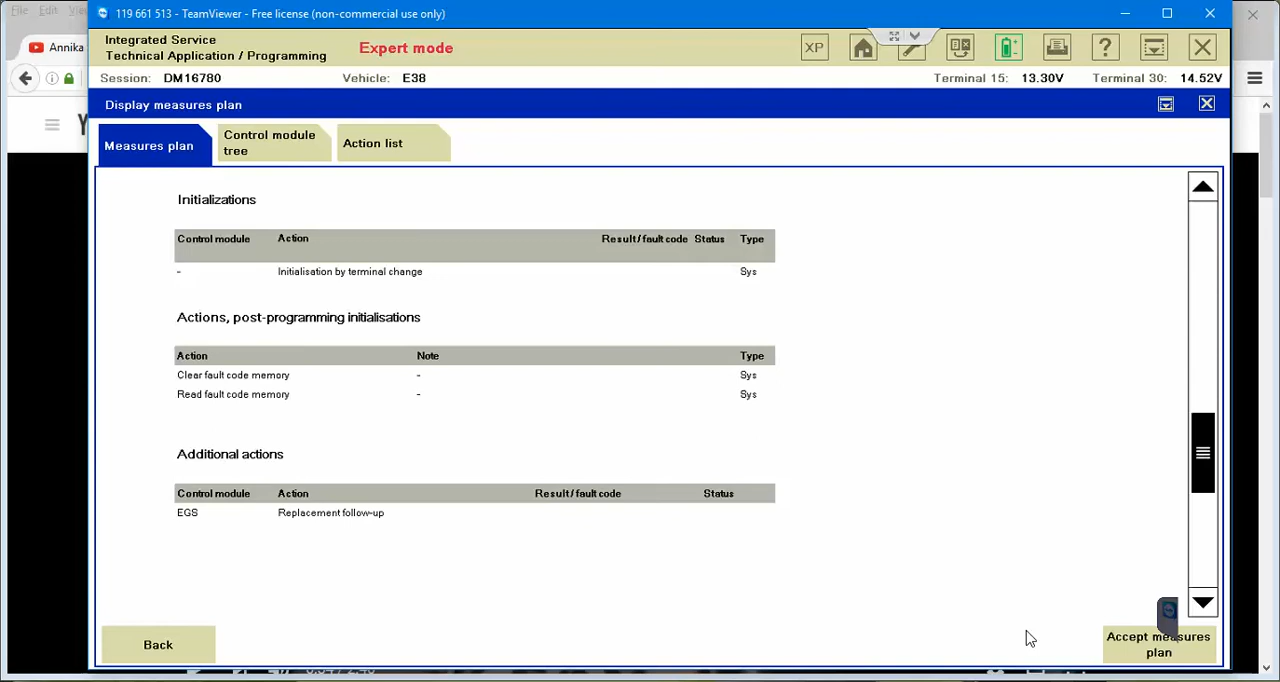 File Edit View
119 661 513 - TeamViewer - Free license (non-commercial use only)
Annika
Integrated Service
Technical Application / Programming
Expert mode
XP
?
Session: DM16780 Vehicle: E38 Terminal 15: 13.30V Terminal 30: 14.52V
Display measures plan
Measures plan
Control module
tree
Action list
Initializations
Control module Action Result / fault code Status Type
- Initialisation by terminal change Sys
Actions, post-programming initialisations
Action Note Type
Clear fault code memory - Sys
Read fault code memory - Sys
Additional actions
Control module Action Result / fault code Status
EGS Replacement follow-up
Back
Accept measures
plan